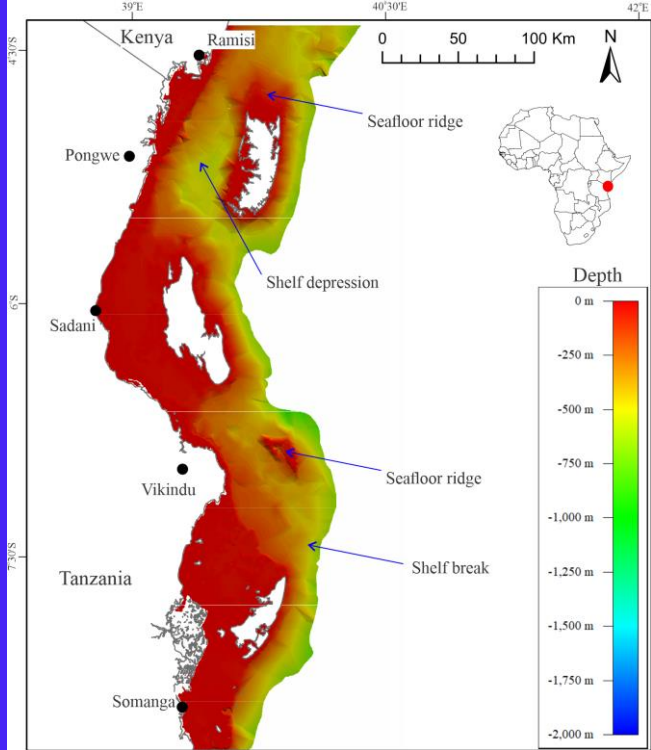 39°E
40°30'E
42°E
4°30'S
Kenya
Ramisi
0 50 100 Km
N
Seafloor ridge
Pongwe
Shelf depression
Depth
6°S
Sadani
0 m
-250 m
-500 m
-750 m
-1,000 m
-1,250 m
-1,500 m
-1,750 m
-2,000 m
Seafloor ridge
Vikindu
7°30'S
Shelf break
Tanzania
Somanga